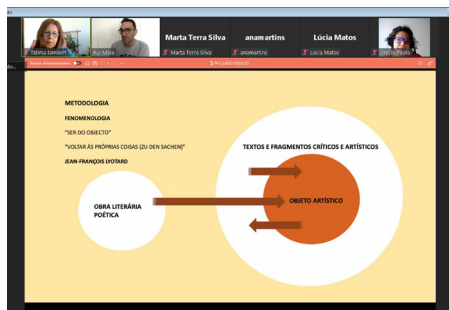 Marta Terra Silva
anamartins
Lúcia Matos
fatima lambert
Rui Maia
Marta Terra Silva
anamartins
Lúcia Matos
METODOLOGIA
FENOMENOLOGIA
"SER DO OBJECTO"
"VOLTAR ÀS PRÓPRIAS COISAS (ZU DEN SACHEN)"
JEAN-FRANÇOIS LYOTARD
TEXTOS E FRAGMENTOS CRÍTICOS E ARTÍSTICOS
OBRA LITERÁRIA
POÉTICA
OBJETO ARTÍSTICO